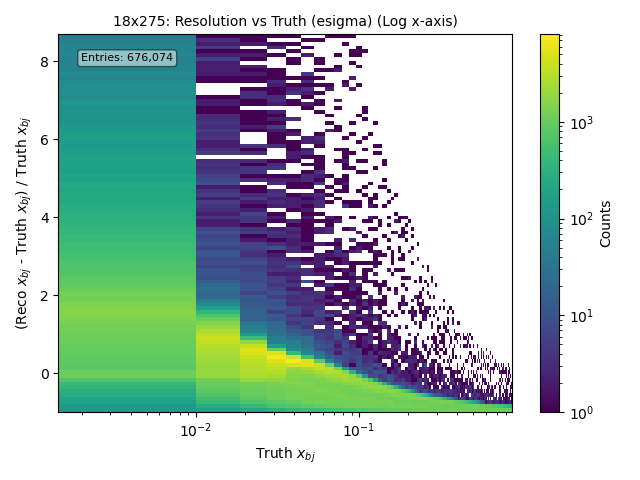 18x275: Resolution vs Truth (esigma) (Log x-axis)
Entries: 676,074
(Reco x_bj - Truth x_bj) / Truth x_bj
8
6
4
2
0
10^-2
10^-1
Truth x_bj
10^3
10^2
10^1
10^0
Counts